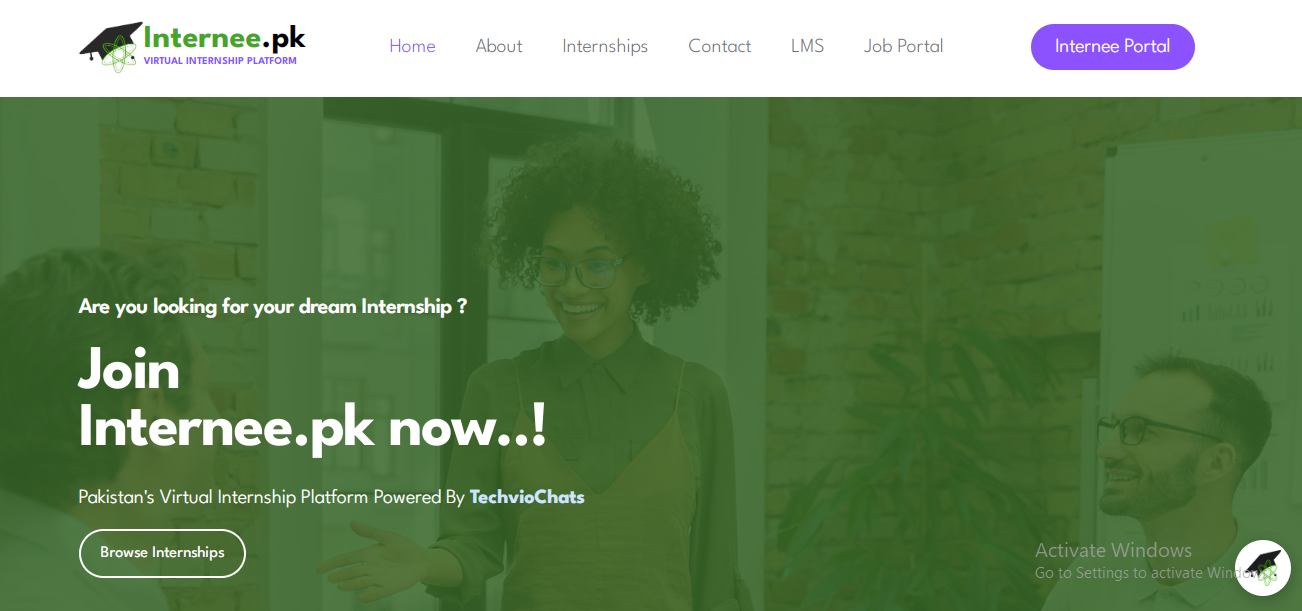 Internee.pk
VIRTUAL INTERNSHIP PLATFORM
Home About Internships Contact LMS Job Portal
Internee Portal
Are you looking for your dream Internship ?
Join
Internee.pk now..!
Pakistan's Virtual Internship Platform Powered By TechvioChats
Browse Internships
Activate Windows
Go to Settings to activate Windows.